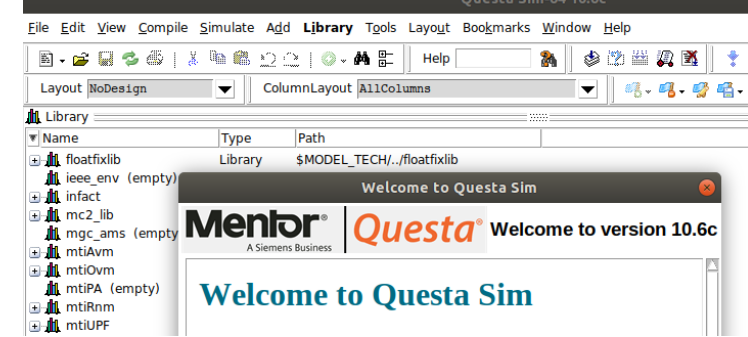 Questa Sim-64 10.6c
File Edit View Compile Simulate Add Library Tools Layout Bookmarks Window Help
Help
Layout NoDesign ColumnLayout AllColumns
Library
Name Type Path
floatfixlib Library $MODEL_TECH/../floatfixlib
ieee_env (empty)
Welcome to Questa Sim
infact
mc2_lib
mgc_ams (empty
mtiAvm
mtiOvm
mtiPA (empty)
mtiRnm
mtiUPF
Mentor® Questa® Welcome to version 10.6c
A Siemens Business
Welcome to Questa Sim